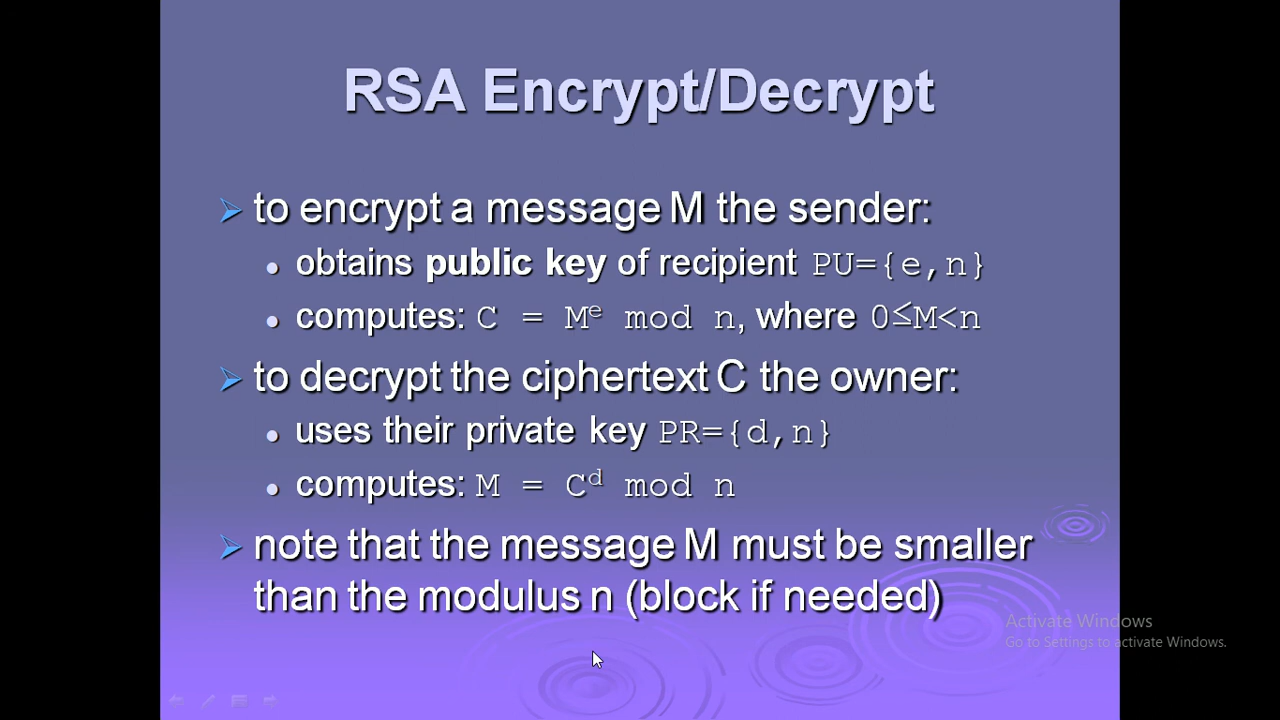 RSA Encrypt/Decrypt
to encrypt a message M the sender:
obtains public key of recipient PU={e,n}
computes: C = Mᵉ mod n, where 0≤M<n
to decrypt the ciphertext C the owner:
uses their private key PR={d,n}
computes: M = Cᵈ mod n
note that the message M must be smaller
than the modulus n (block if needed)
Activate Windows
Go to Settings to activate Windows.